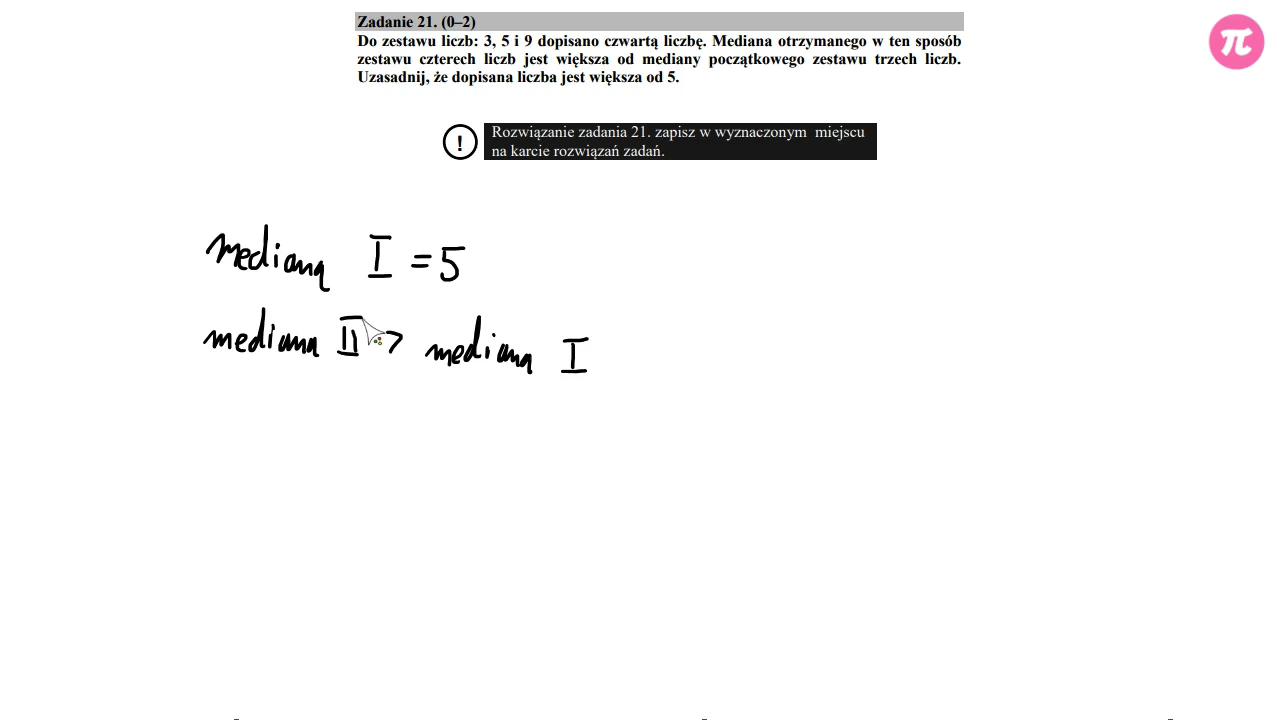 Zadanie 21. (0–2)
Do zestawu liczb: 3, 5 i 9 dopisano czwartą liczbę. Mediana otrzymanego w ten sposób
zestawu czterech liczb jest większa od mediany początkowego zestawu trzech liczb.
Uzasadnij, że dopisana liczba jest większa od 5.
! Rozwiązanie zadania 21. zapisz w wyznaczonym miejscu
na karcie rozwiązań zadań.
π
mediana I = 5
mediana II > mediana I